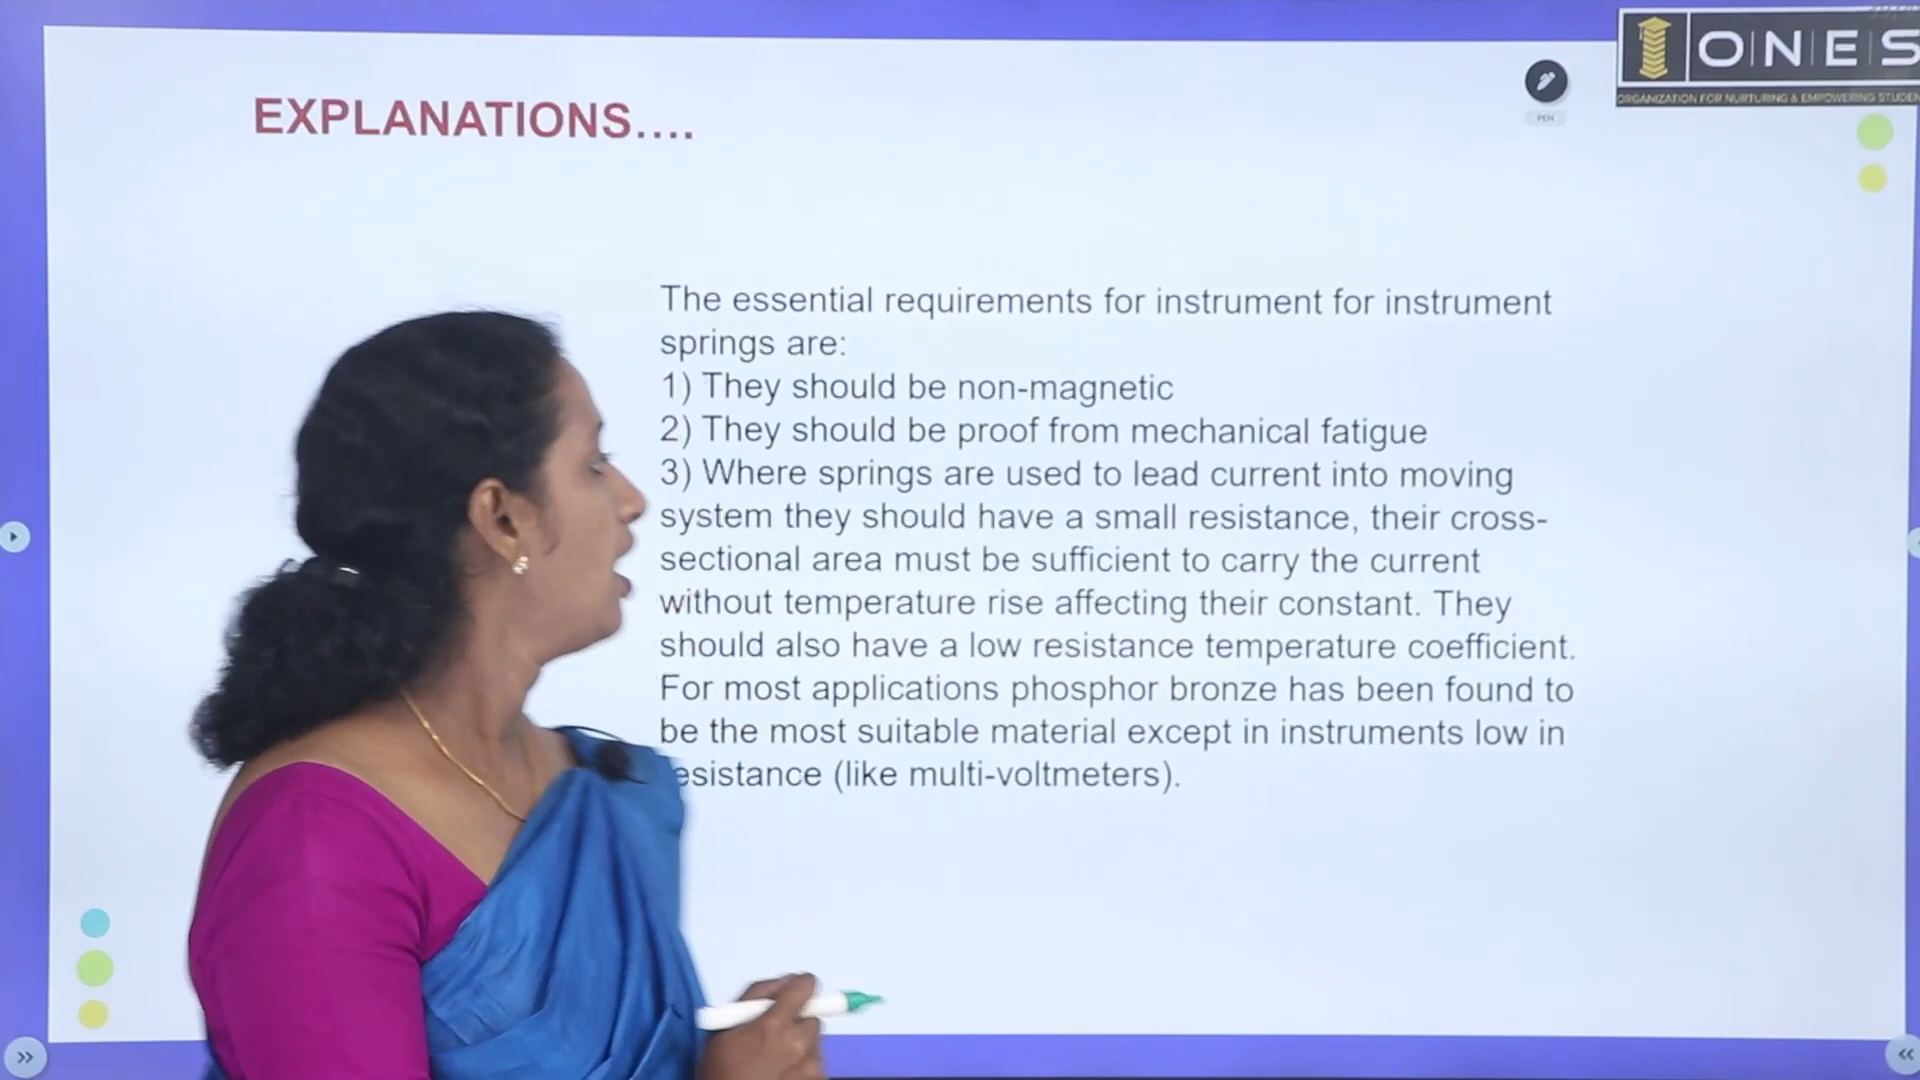 EXPLANATIONS....
PEN
ONES
ORGANIZATION FOR NURTURING & EMPOWERING STUDEN
The essential requirements for instrument for instrument
springs are:
1) They should be non-magnetic
2) They should be proof from mechanical fatigue
3) Where springs are used to lead current into moving
system they should have a small resistance, their cross-
sectional area must be sufficient to carry the current
without temperature rise affecting their constant. They
should also have a low resistance temperature coefficient.
For most applications phosphor bronze has been found to
be the most suitable material except in instruments low in
esistance (like multi-voltmeters).